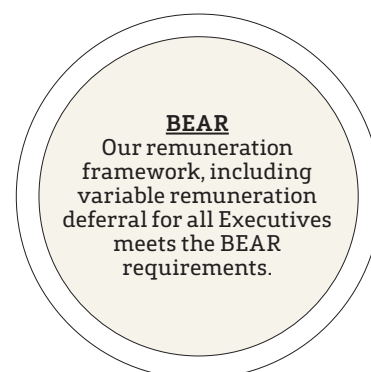 BEAR
Our remuneration
framework, including
variable remuneration
deferral for all Executives
meets the BEAR
requirements.